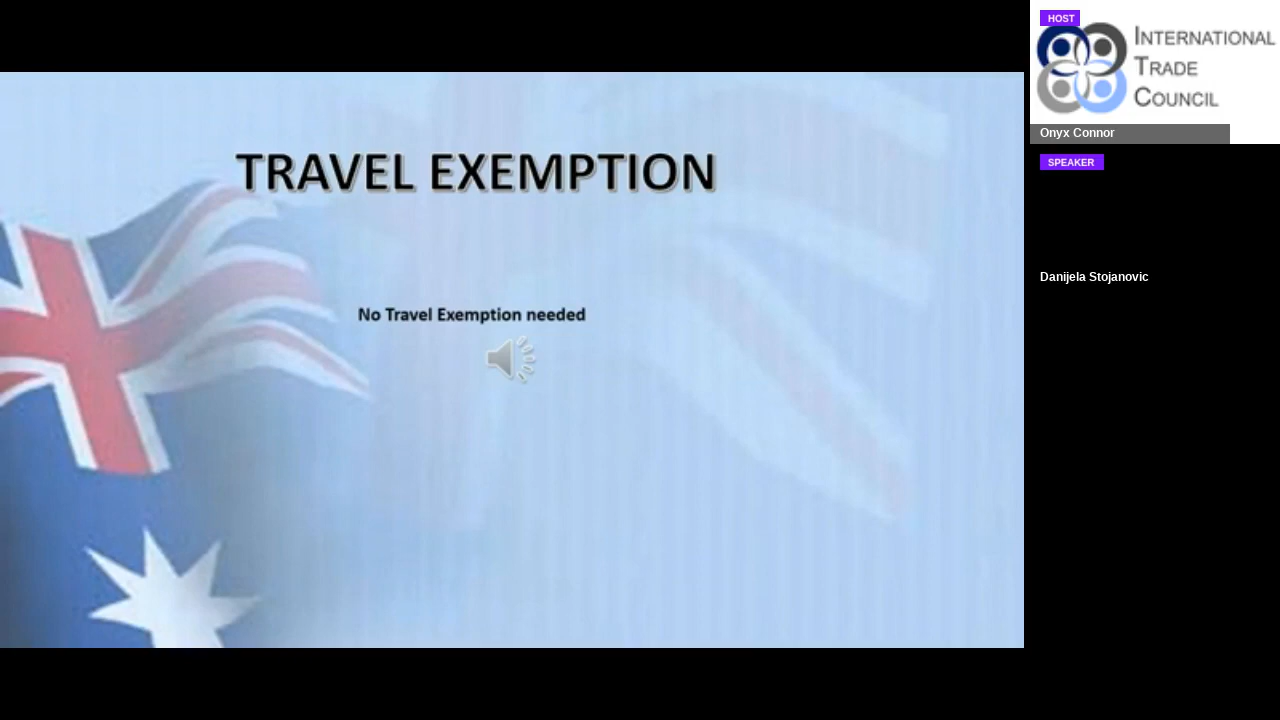 TRAVEL EXEMPTION
No Travel Exemption needed
HOST
INTERNATIONAL
TRADE
COUNCIL
Onyx Connor
SPEAKER
Danijela Stojanovic